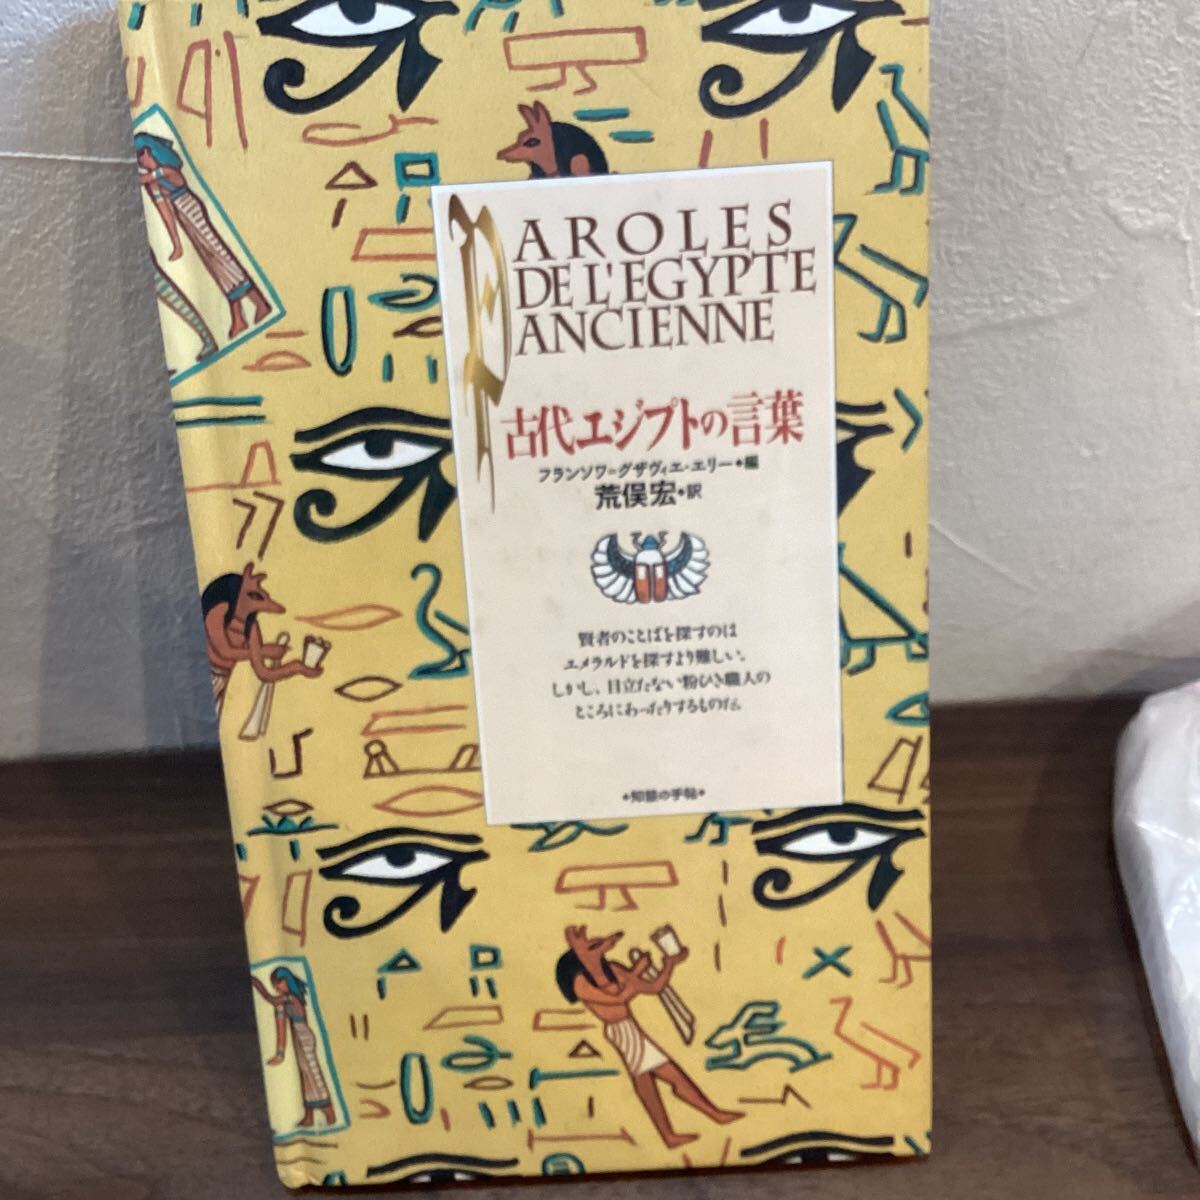 PAROLES
DE L'EGYPTE
ANCIENNE
古代エジプトの言葉
フランソワ=グザヴィエ・エリー◆編
荒俣宏◆訳
賢者のことばを探すのは
エメラルドを探すより難しい。
しかし、目立たない粉ひき職人の
ところにあったりするものだ。
◆知慧の手帖◆